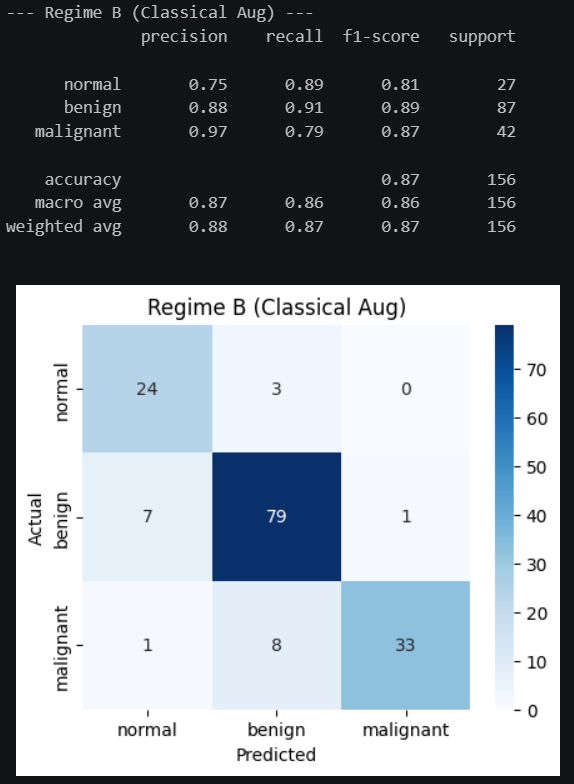 --- Regime B (Classical Aug) ---
precision recall f1-score support
normal 0.75 0.89 0.81 27
benign 0.88 0.91 0.89 87
malignant 0.97 0.79 0.87 42
accuracy 0.87 156
macro avg 0.87 0.86 0.86 156
weighted avg 0.88 0.87 0.87 156
Regime B (Classical Aug)
Actual
normal
benign
malignant
24 3 0
7 79 1
1 8 33
normal benign malignant
Predicted
70
60
50
40
30
20
10
0